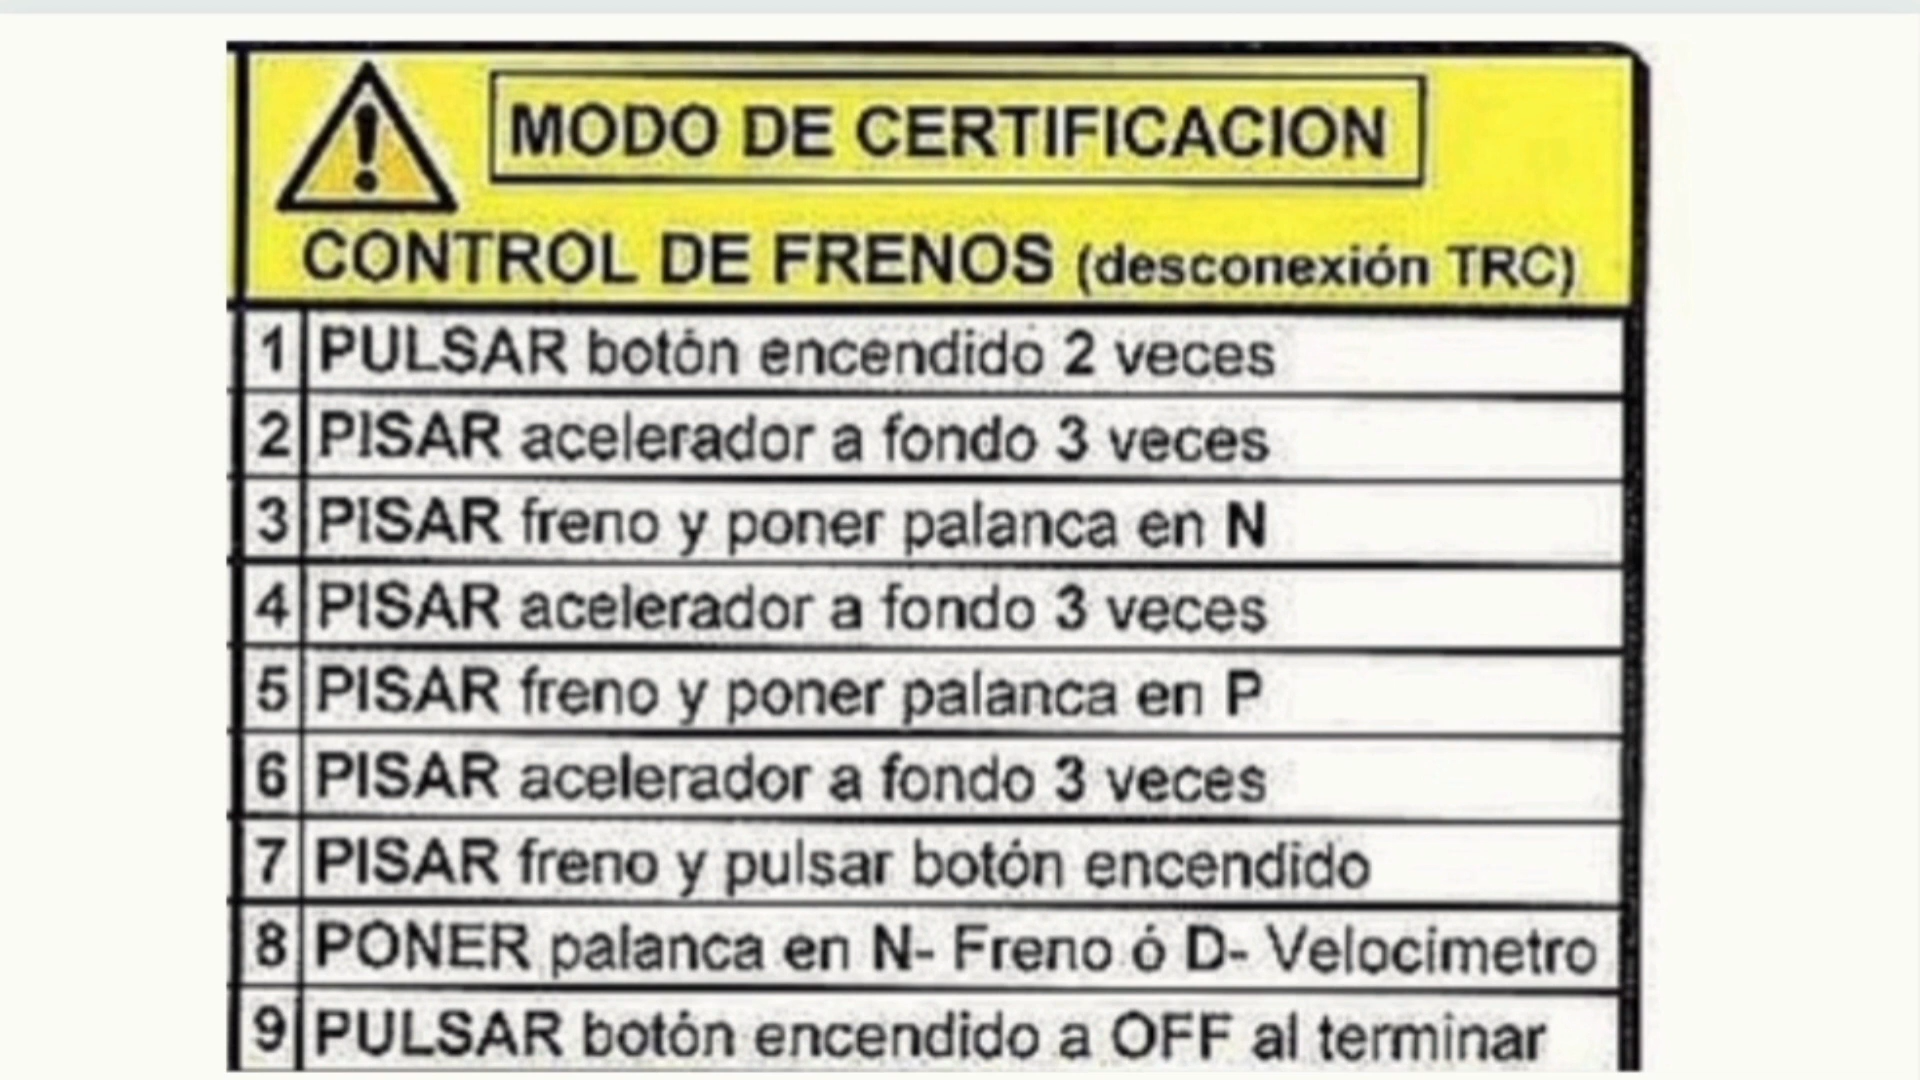 MODO DE CERTIFICACION
CONTROL DE FRENOS (desconexión TRC)
1 PULSAR botón encendido 2 veces
2 PISAR acelerador a fondo 3 veces
3 PISAR freno y poner palanca en N
4 PISAR acelerador a fondo 3 veces
5 PISAR freno y poner palanca en P
6 PISAR acelerador a fondo 3 veces
7 PISAR freno y pulsar botón encendido
8 PONER palanca en N- Freno ó D- Velocímetro
9 PULSAR botón encendido a OFF al terminar